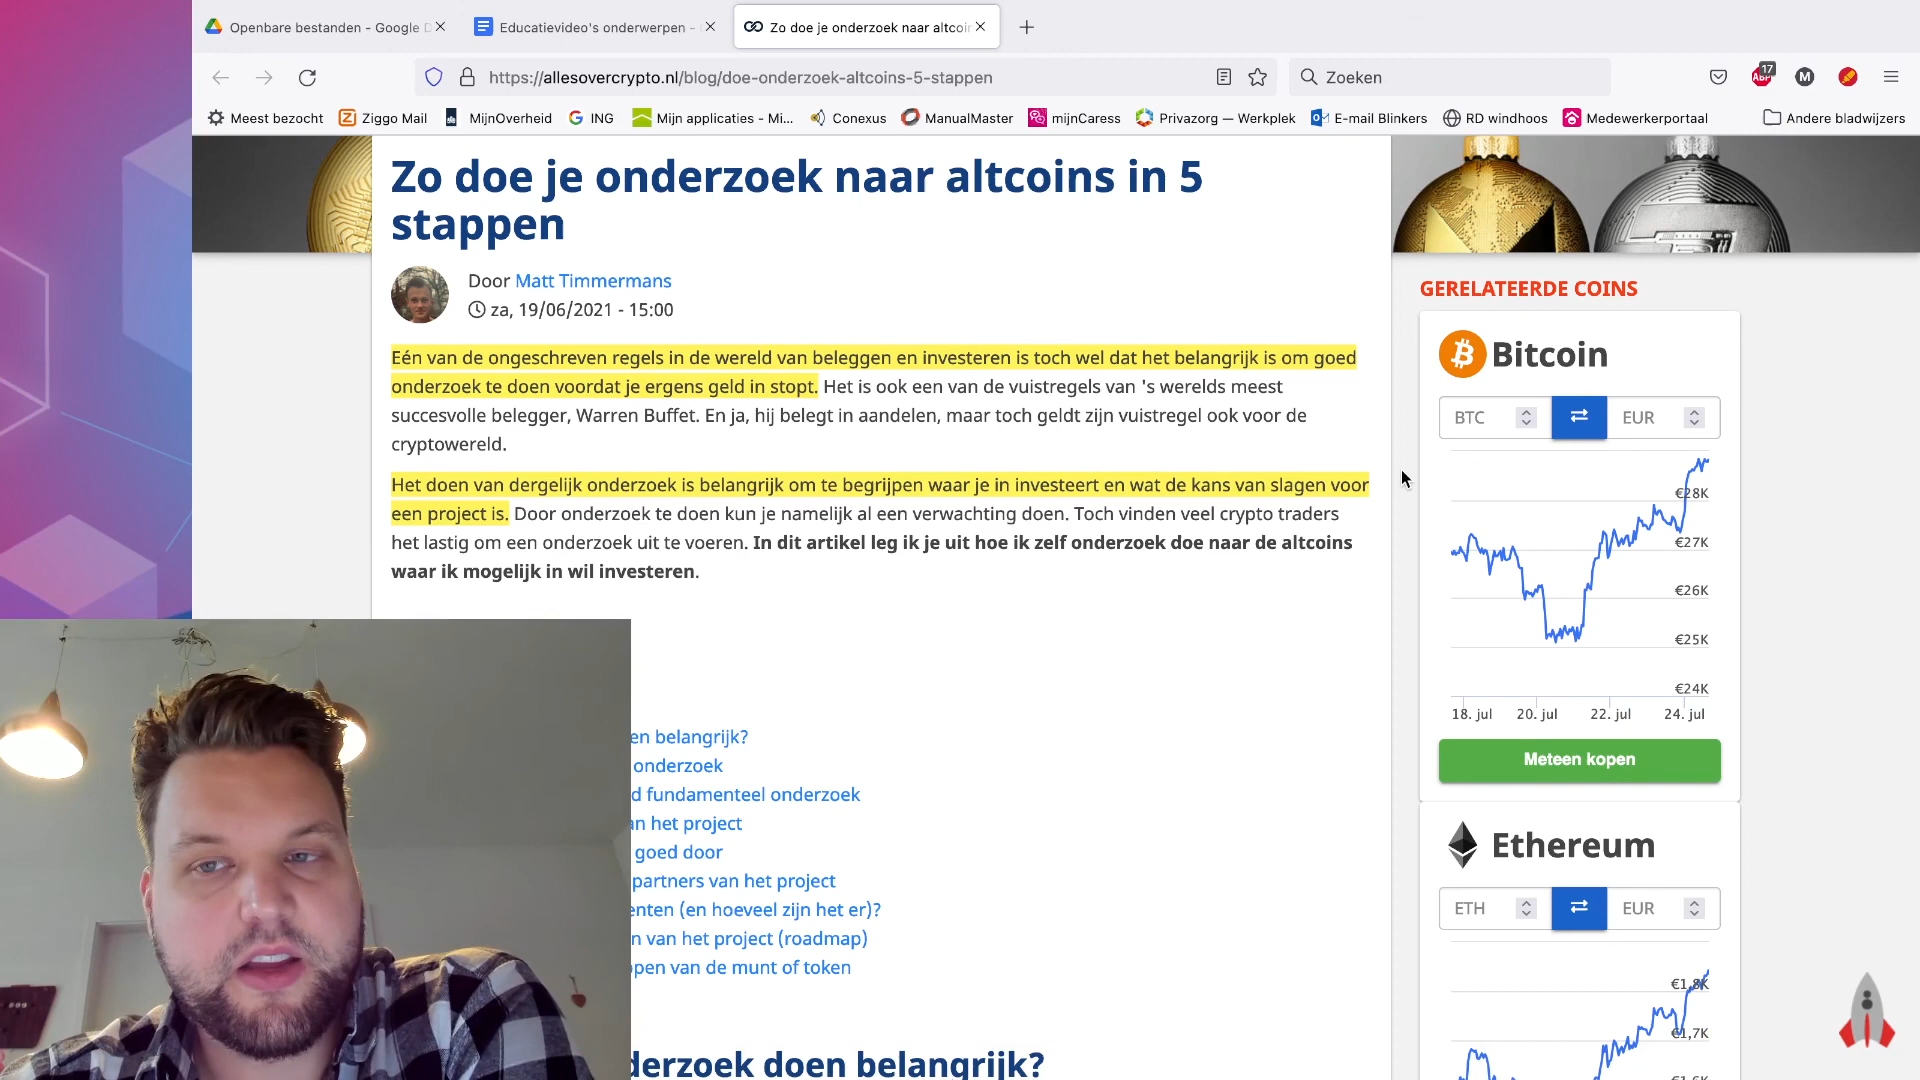 Openbare bestanden - Google D
Educatievideo's onderwerpen -
Zo doe je onderzoek naar altcoin
https://allesovercrypto.nl/blog/doe-onderzoek-altcoins-5-stappen
Zoeken
17
ABP
M
Meest bezocht
Ziggo Mail
MijnOverheid
ING
Mijn applicaties - Mi...
Conexus
ManualMaster
mijnCaress
Privazorg — Werkplek
E-mail Blinkers
RD windhoos
Medewerkerportaal
Andere bladwijzers
Zo doe je onderzoek naar altcoins in 5
stappen
Door Matt Timmermans
za, 19/06/2021 - 15:00
Eén van de ongeschreven regels in de wereld van beleggen en investeren is toch wel dat het belangrijk is om goed
onderzoek te doen voordat je ergens geld in stopt. Het is ook een van de vuistregels van 's werelds meest
succesvolle belegger, Warren Buffet. En ja, hij belegt in aandelen, maar toch geldt zijn vuistregel ook voor de
cryptowereld.
Het doen van dergelijk onderzoek is belangrijk om te begrijpen waar je in investeert en wat de kans van slagen voor
een project is. Door onderzoek te doen kun je namelijk al een verwachting doen. Toch vinden veel crypto traders
het lastig om een onderzoek uit te voeren. In dit artikel leg ik je uit hoe ik zelf onderzoek doe naar de altcoins
waar ik mogelijk in wil investeren.
en belangrijk?
onderzoek
d fundamenteel onderzoek
an het project
goed door
partners van het project
enten (en hoeveel zijn het er)?
n van het project (roadmap)
pen van de munt of token
derzoek doen belangrijk?
GERELATEERDE COINS
Bitcoin
BTC
EUR
€28K
€27K
€26K
€25K
€24K
18. jul
20. jul
22. jul
24. jul
Meteen kopen
Ethereum
ETH
EUR
€1,8K
€1,7K
€1,6K